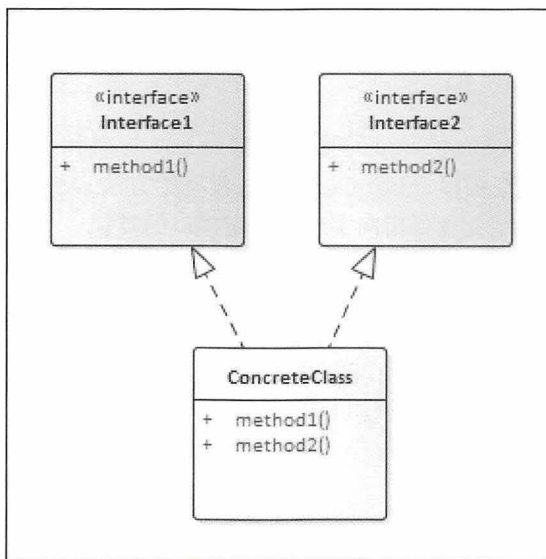 «interface»
Interface1
+ method1()
«interface»
Interface2
+ method2()
ConcreteClass
+ method1()
+ method2()